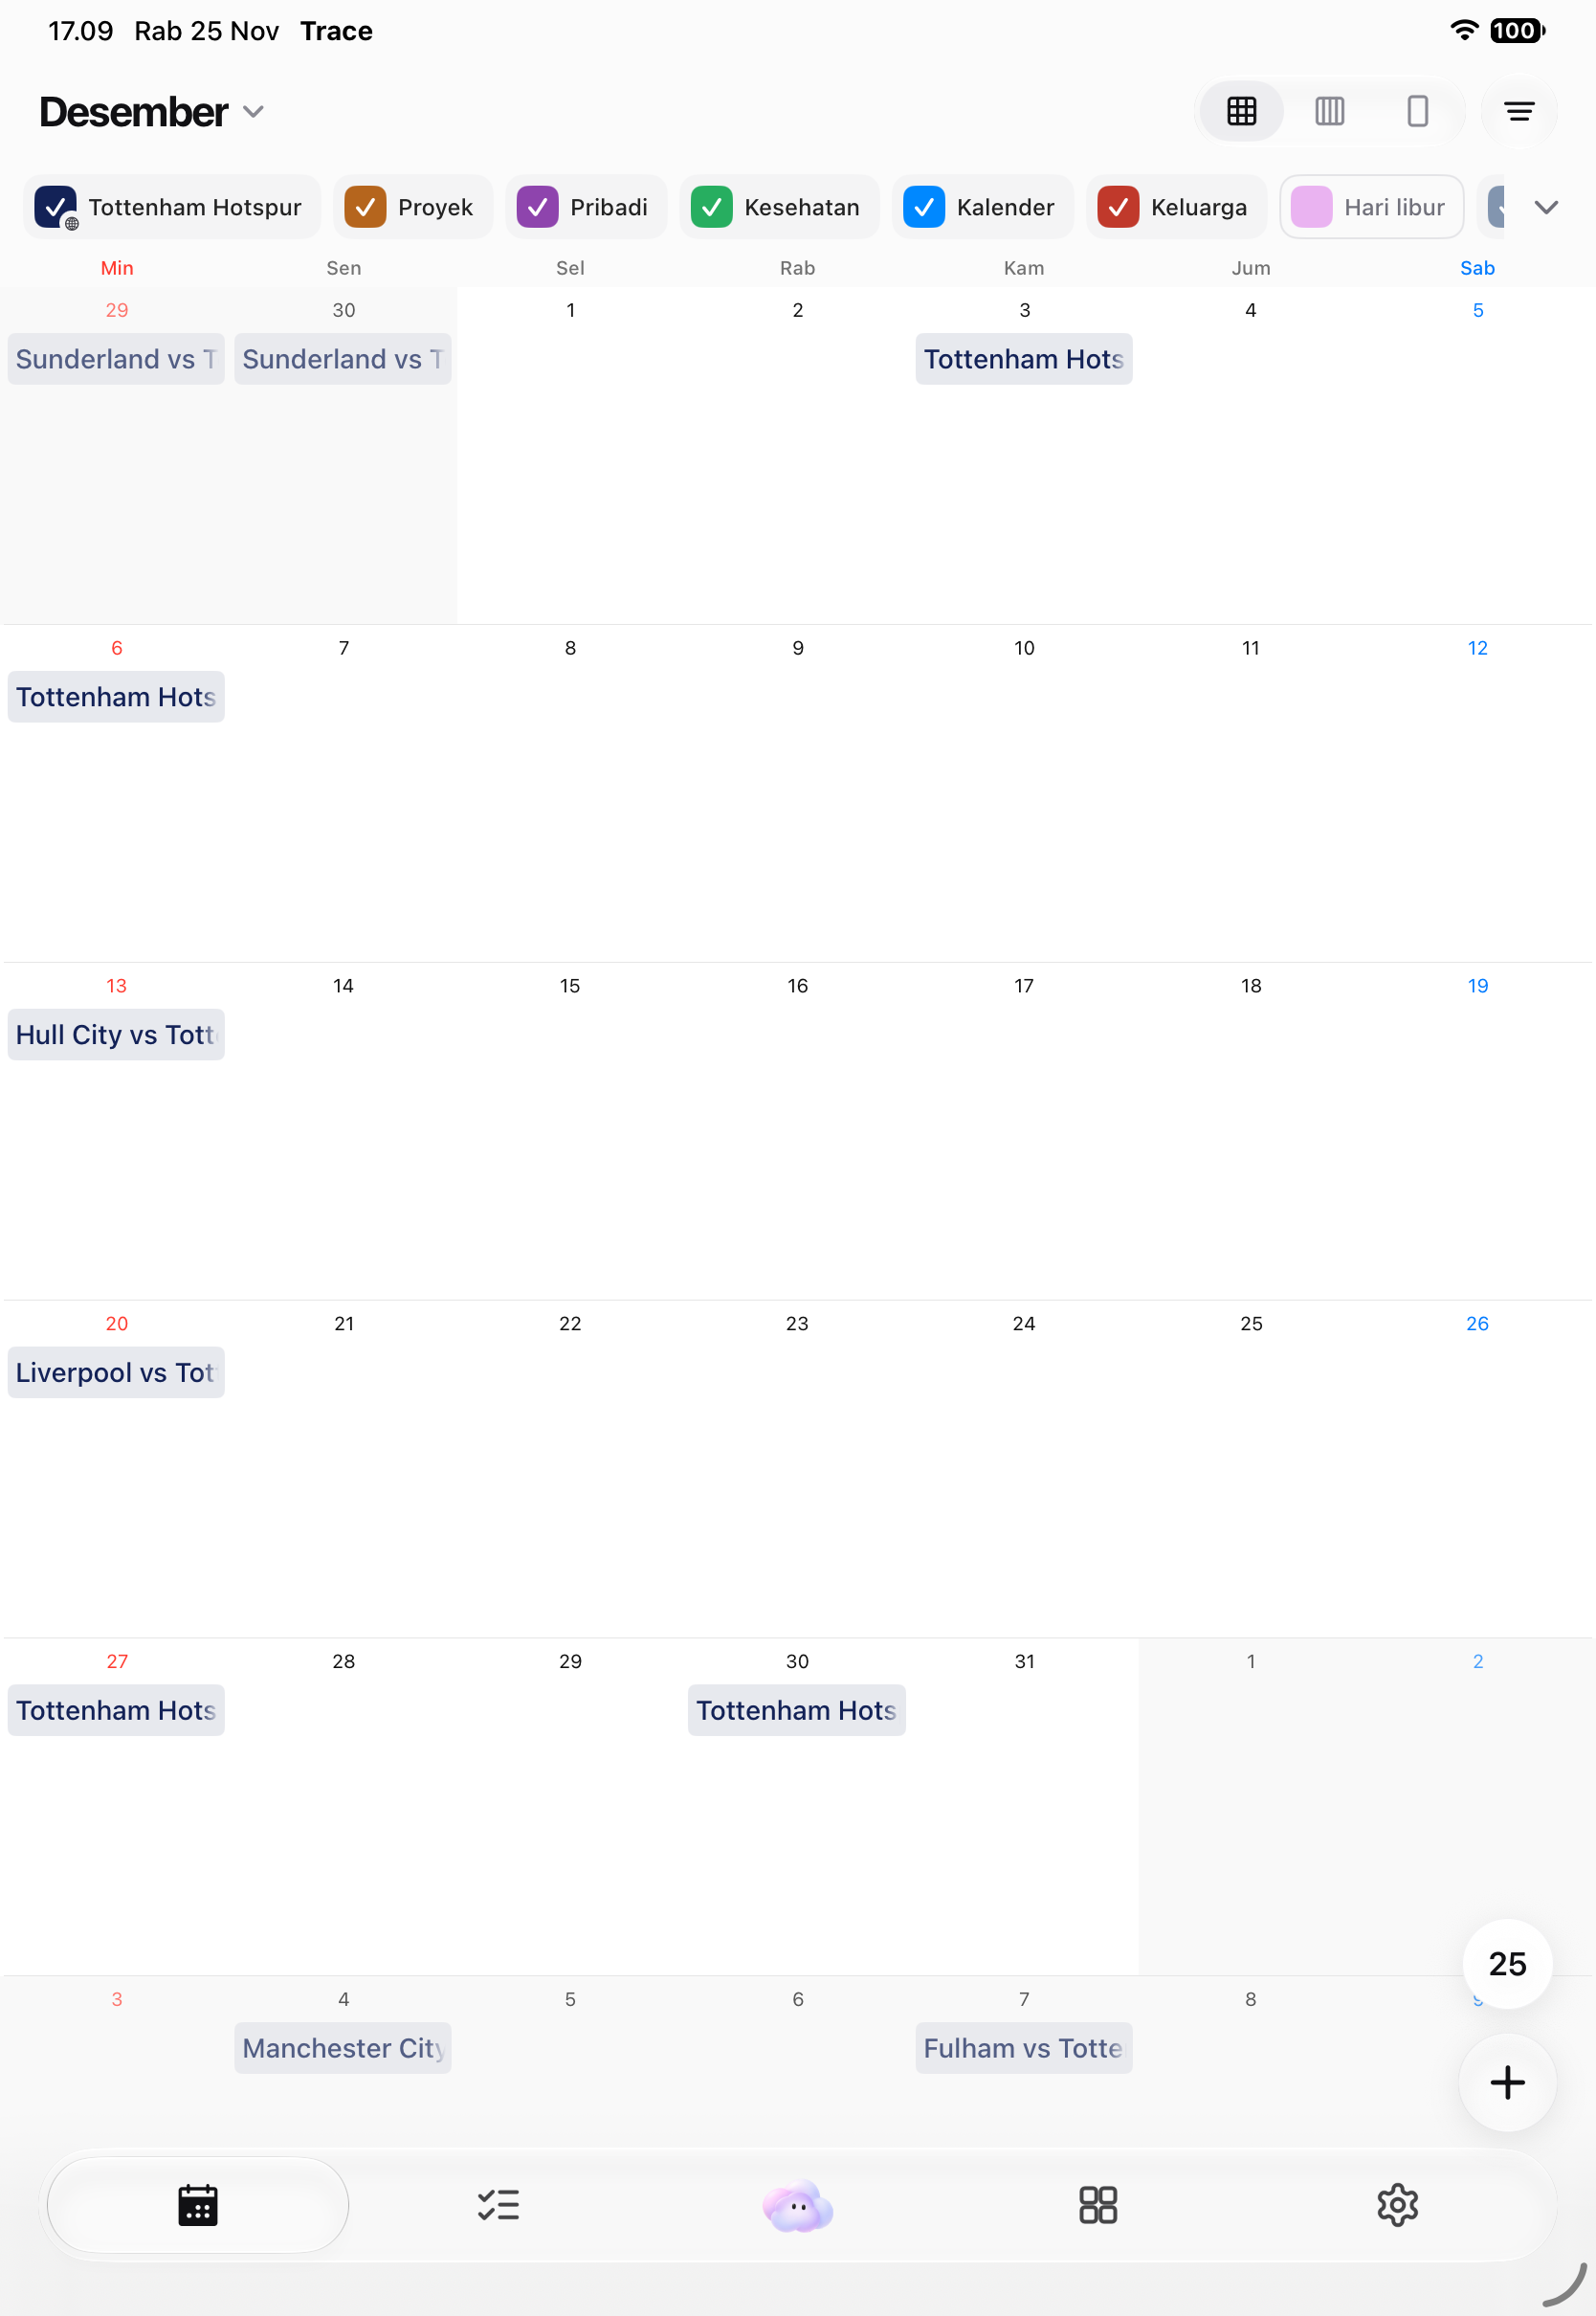 17.09 Rab 25 Nov Trace 100
Desember
Tottenham Hotspur Proyek Pribadi Kesehatan Kalender Keluarga Hari libur
Min Sen Sel Rab Kam Jum Sab
29 30 1 2 3 4 5
Sunderland vs T Sunderland vs T Tottenham Hots
6 7 8 9 10 11 12
Tottenham Hots
13 14 15 16 17 18 19
Hull City vs Tott
20 21 22 23 24 25 26
Liverpool vs Tot
27 28 29 30 31 1 2
Tottenham Hots Tottenham Hots
25
3 4 5 6 7 8
Manchester City Fulham vs Totte